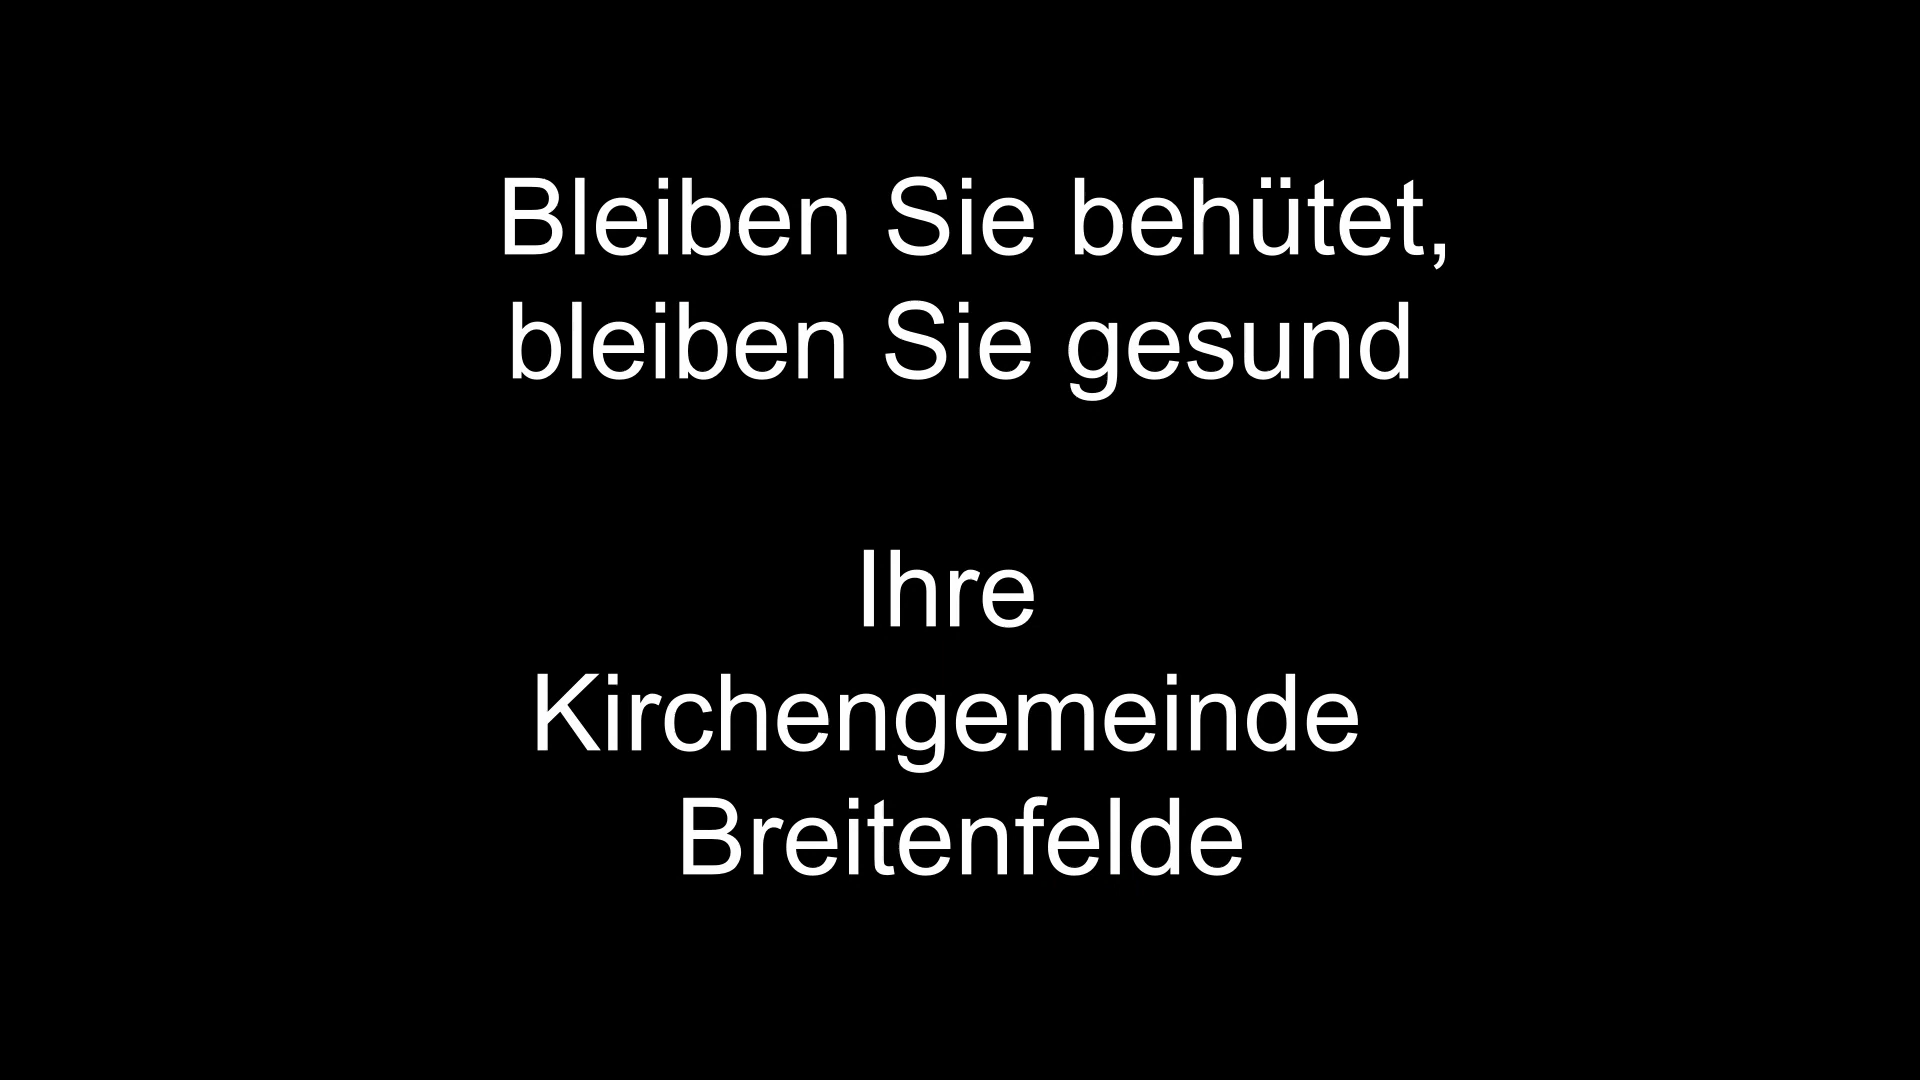 Bleiben Sie behütet,
bleiben Sie gesund
Ihre
Kirchengemeinde
Breitenfelde